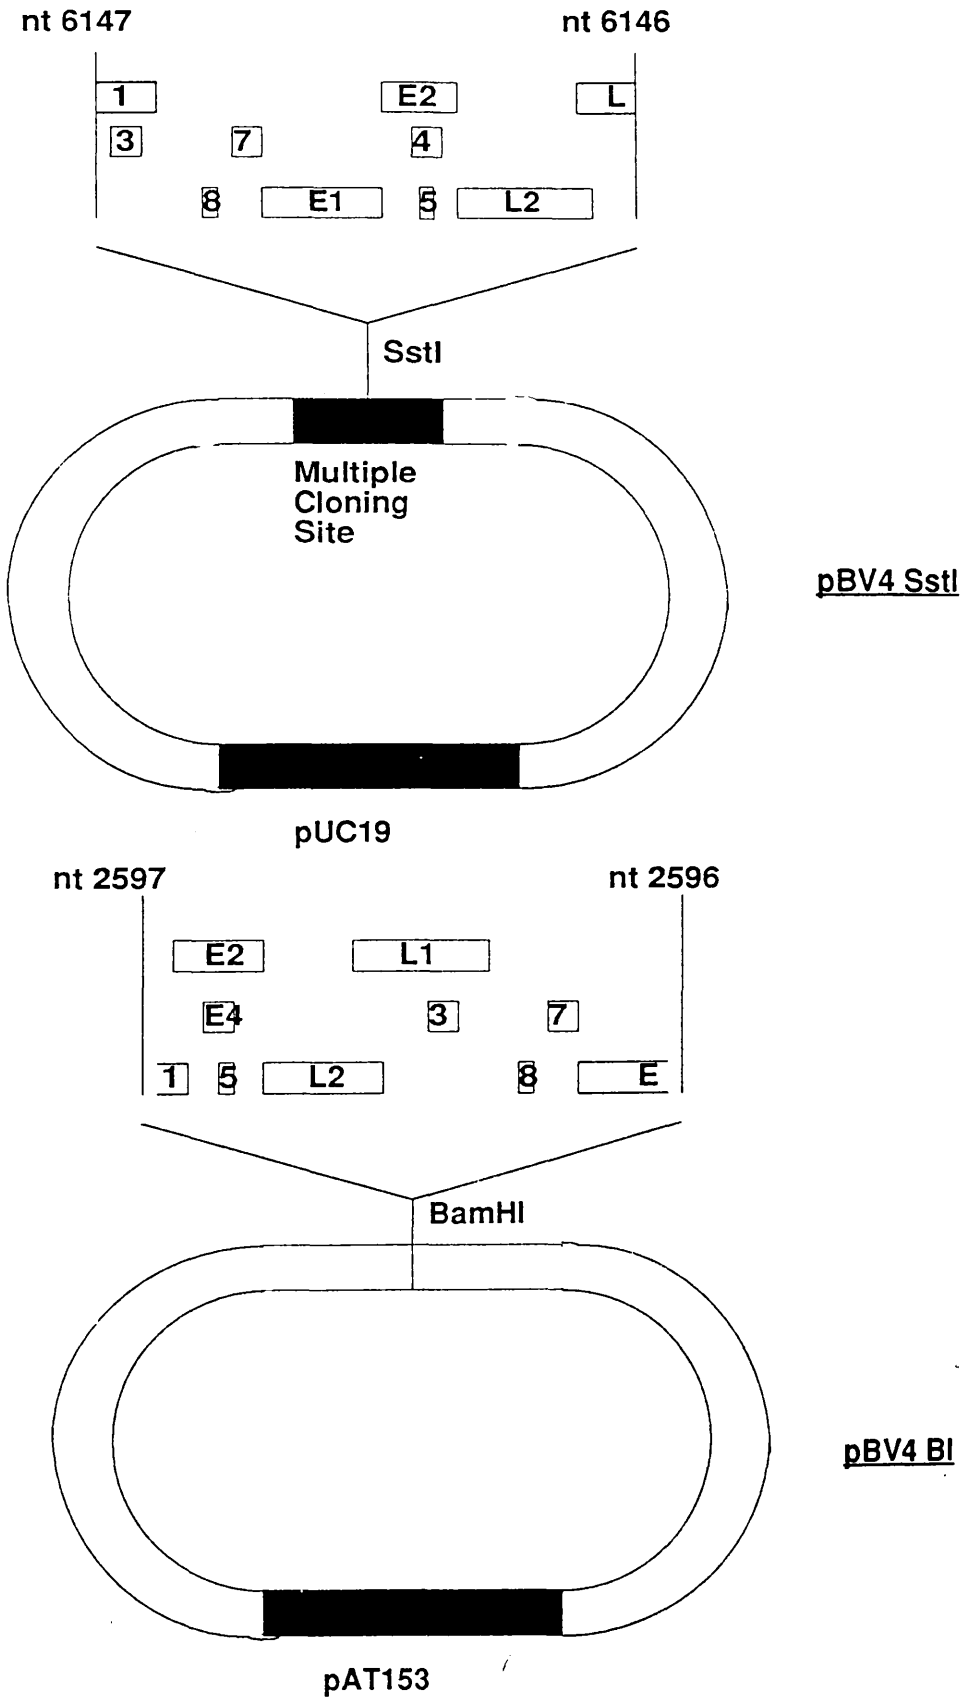 nt 6147 nt 6146
1 E2 L
3 7 4
8 E1 5 L2
SstI
Multiple
Cloning
Site
pBV4 SstI
pUC19
nt 2597 nt 2596
E2 L1
E4 3 7
1 5 L2 8 E
BamHI
pBV4 BI
pAT153